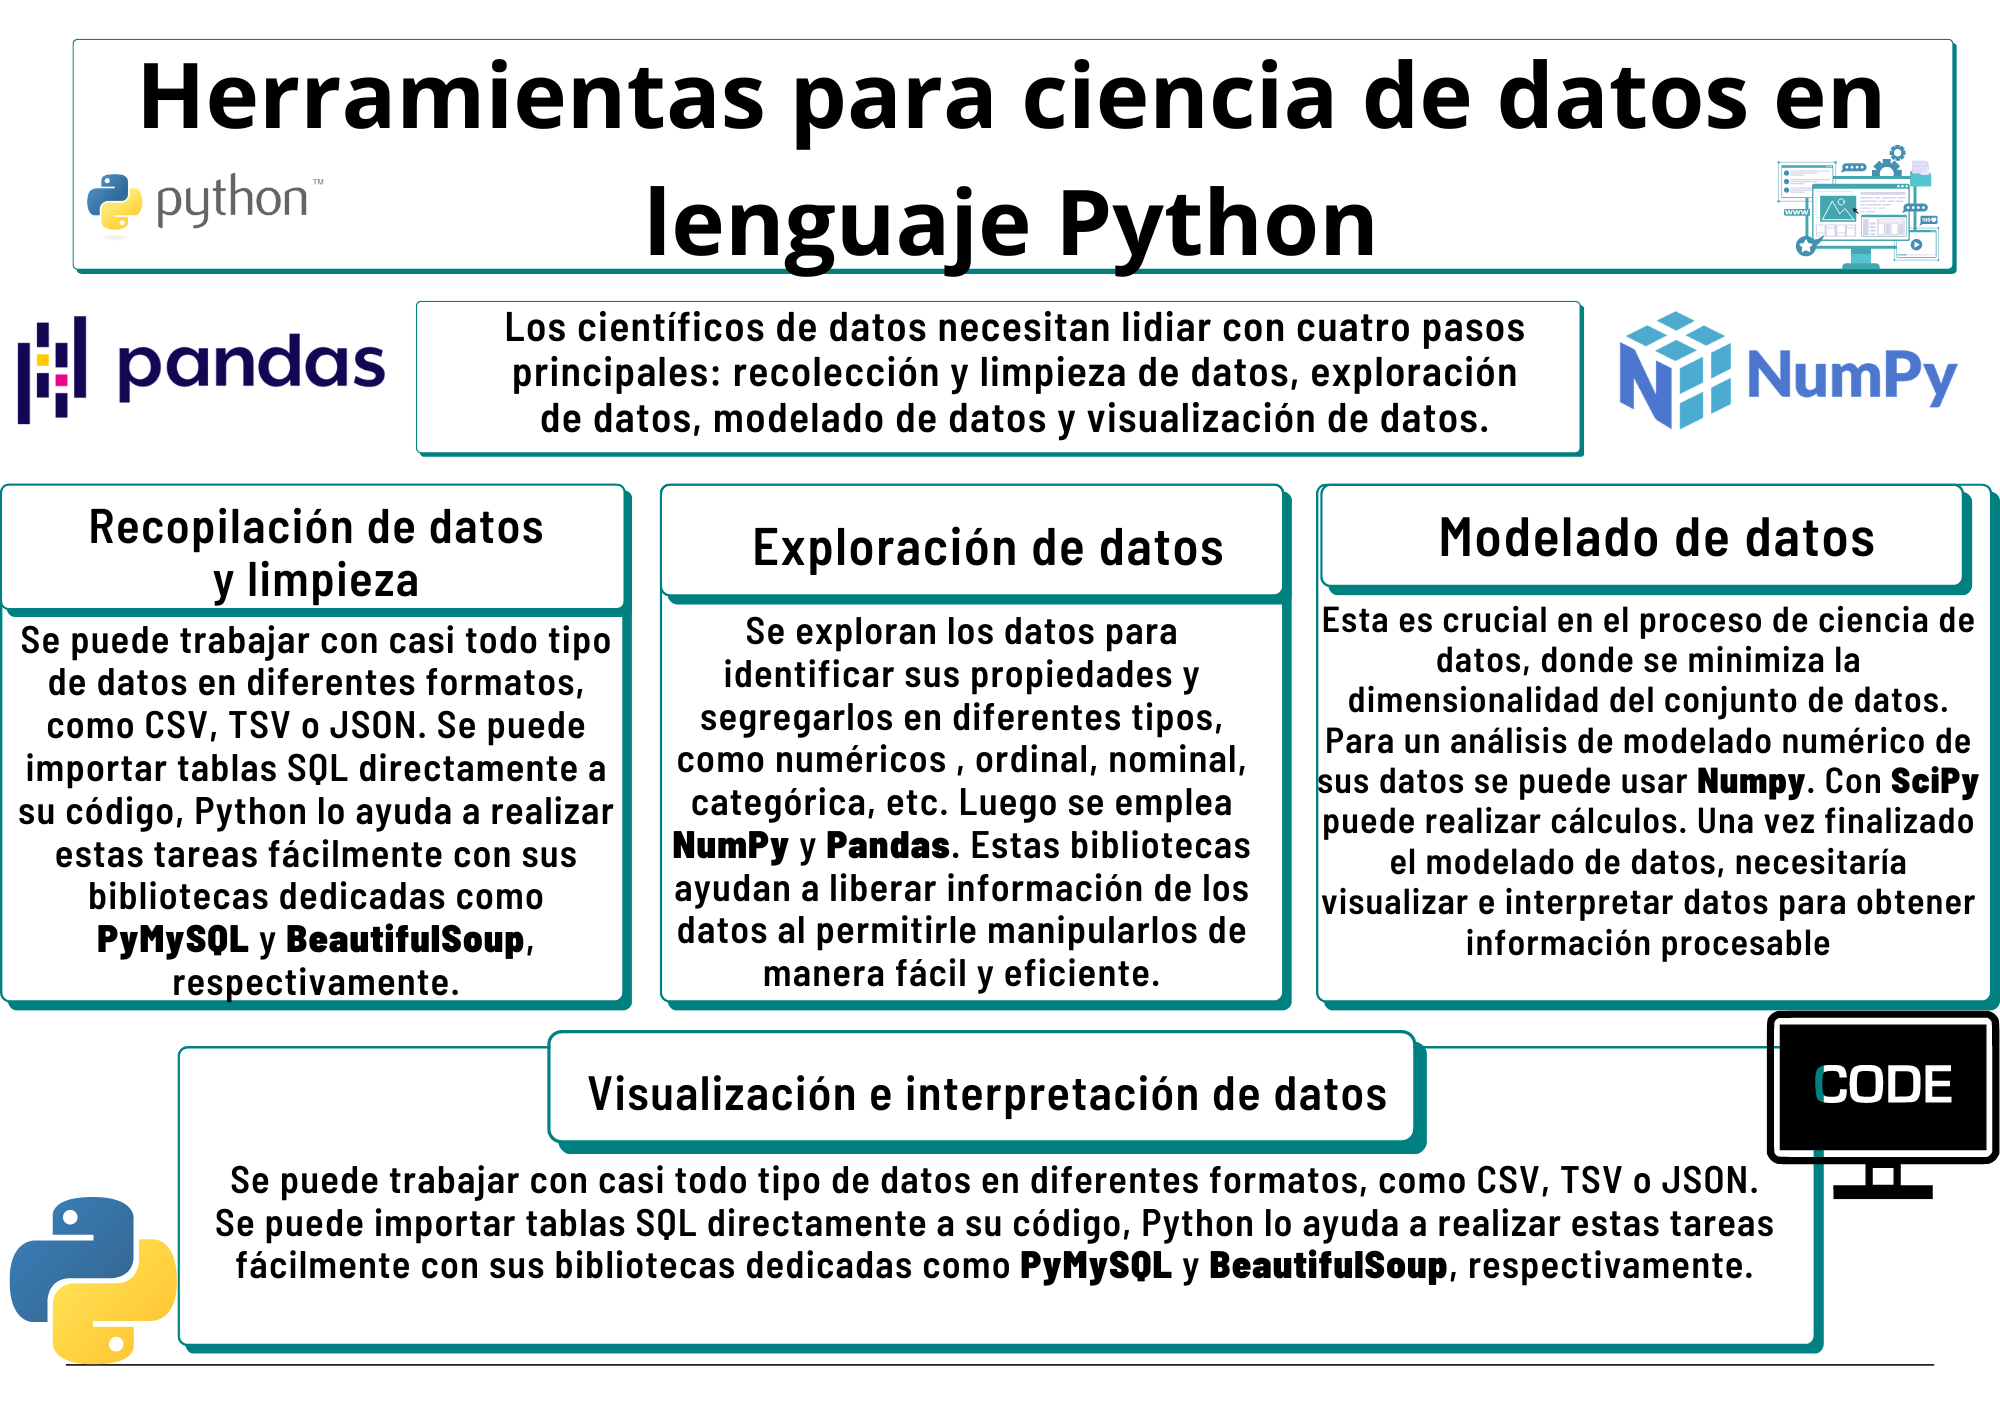 Herramientas para ciencia de datos en
lenguaje Python
python™
WWW
pandas
Los científicos de datos necesitan lidiar con cuatro pasos
principales: recolección y limpieza de datos, exploración
de datos, modelado de datos y visualización de datos.
NumPy
Recopilación de datos
y limpieza
Se puede trabajar con casi todo tipo
de datos en diferentes formatos,
como CSV, TSV o JSON. Se puede
importar tablas SQL directamente a
su código, Python lo ayuda a realizar
estas tareas fácilmente con sus
bibliotecas dedicadas como
PyMySQL y BeautifulSoup,
respectivamente.
Exploración de datos
Se exploran los datos para
identificar sus propiedades y
segregarlos en diferentes tipos,
como numéricos , ordinal, nominal,
categórica, etc. Luego se emplea
NumPy y Pandas. Estas bibliotecas
ayudan a liberar información de los
datos al permitirle manipularlos de
manera fácil y eficiente.
Modelado de datos
Esta es crucial en el proceso de ciencia de
datos, donde se minimiza la
dimensionalidad del conjunto de datos.
Para un análisis de modelado numérico de
sus datos se puede usar Numpy. Con SciPy
puede realizar cálculos. Una vez finalizado
el modelado de datos, necesitaría
visualizar e interpretar datos para obtener
información procesable
CODE
Visualización e interpretación de datos
Se puede trabajar con casi todo tipo de datos en diferentes formatos, como CSV, TSV o JSON.
Se puede importar tablas SQL directamente a su código, Python lo ayuda a realizar estas tareas
fácilmente con sus bibliotecas dedicadas como PyMySQL y BeautifulSoup, respectivamente.